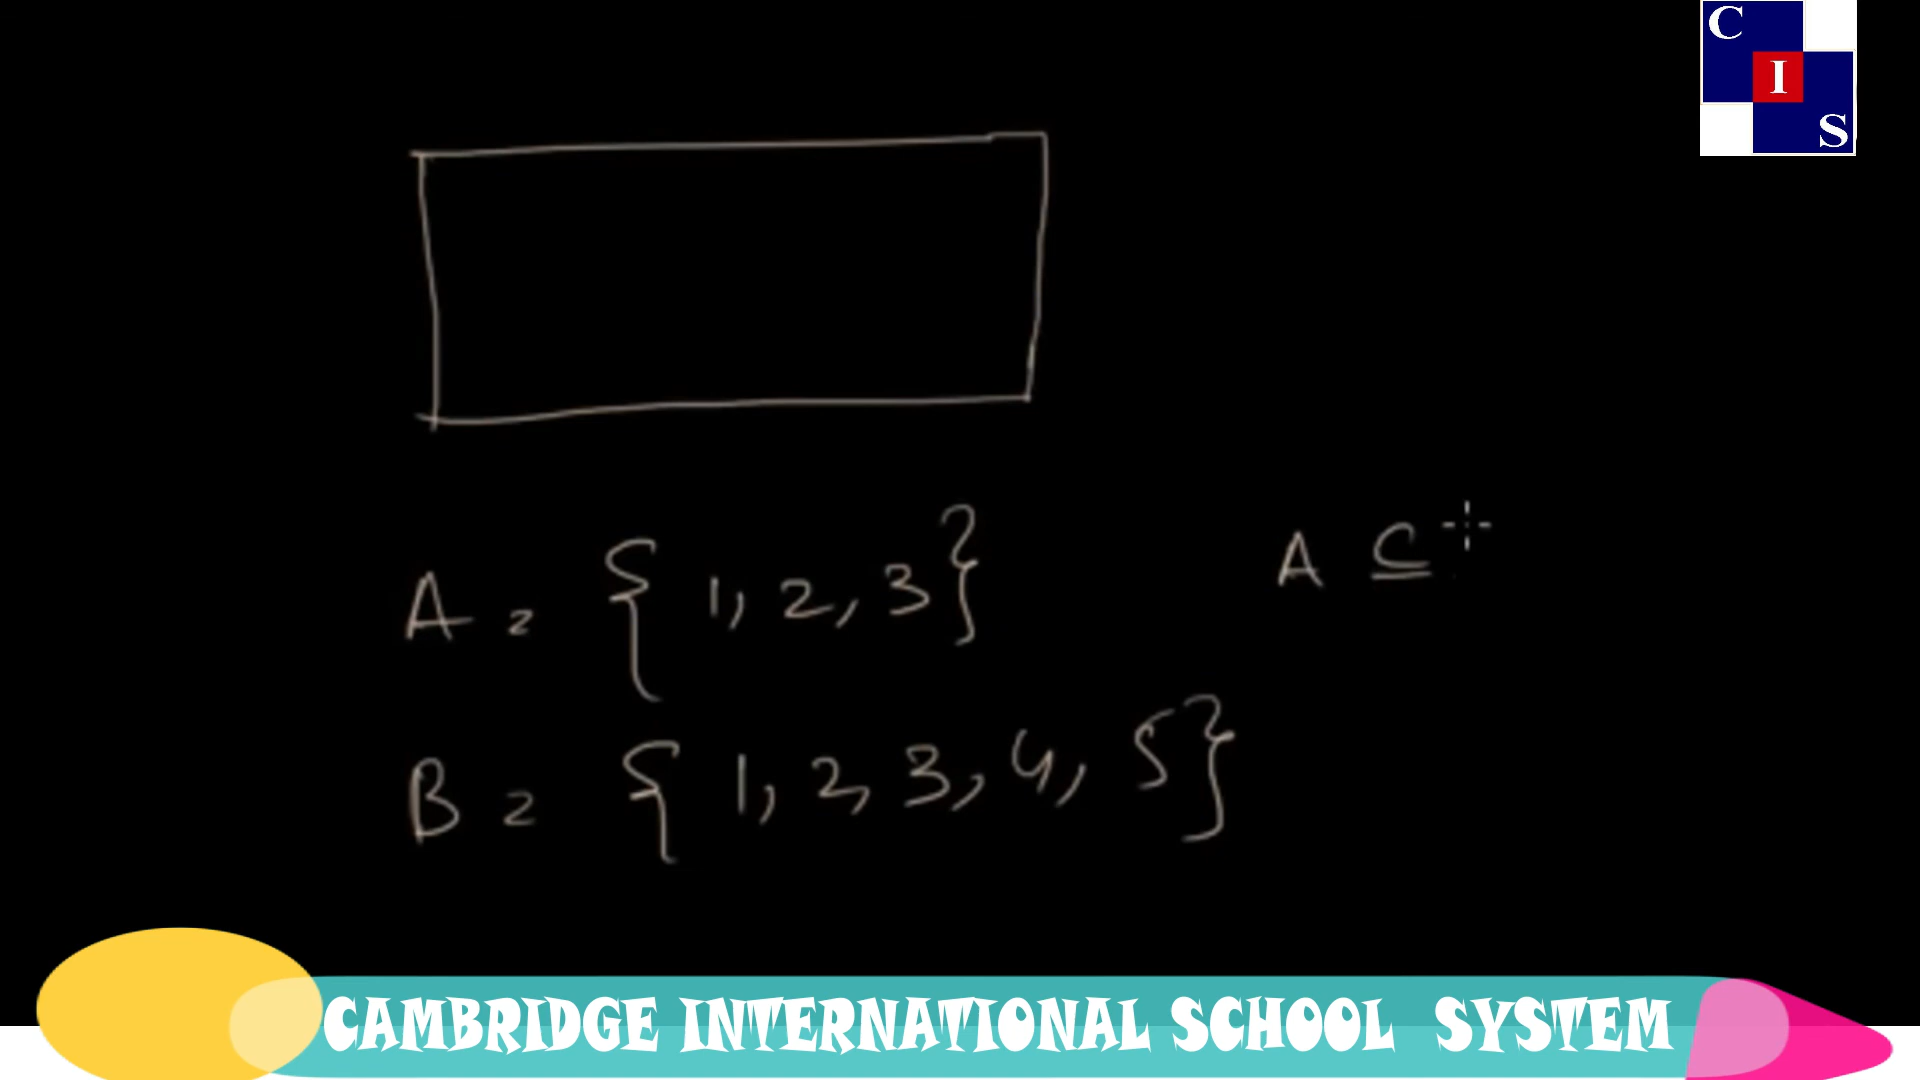 C
I
S
A = {1, 2, 3}
A ⊆
B = {1, 2, 3, 4, 5}
CAMBRIDGE INTERNATIONAL SCHOOL SYSTEM